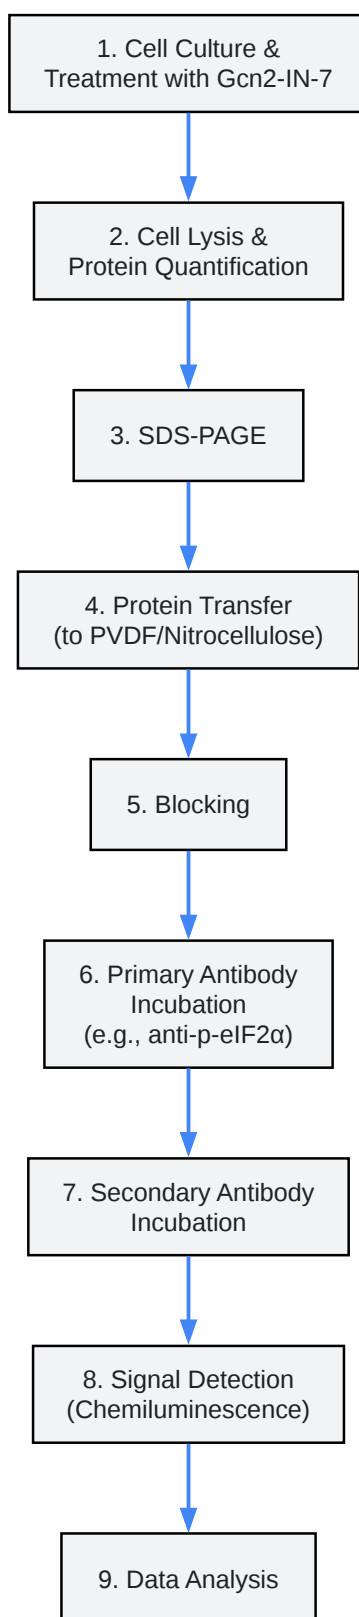 1. Cell Culture &
Treatment with Gcn2-IN-7
2. Cell Lysis &
Protein Quantification
3. SDS-PAGE
4. Protein Transfer
(to PVDF/Nitrocellulose)
5. Blocking
6. Primary Antibody
Incubation
(e.g., anti-p-eIF2α)
7. Secondary Antibody
Incubation
8. Signal Detection
(Chemiluminescence)
9. Data Analysis